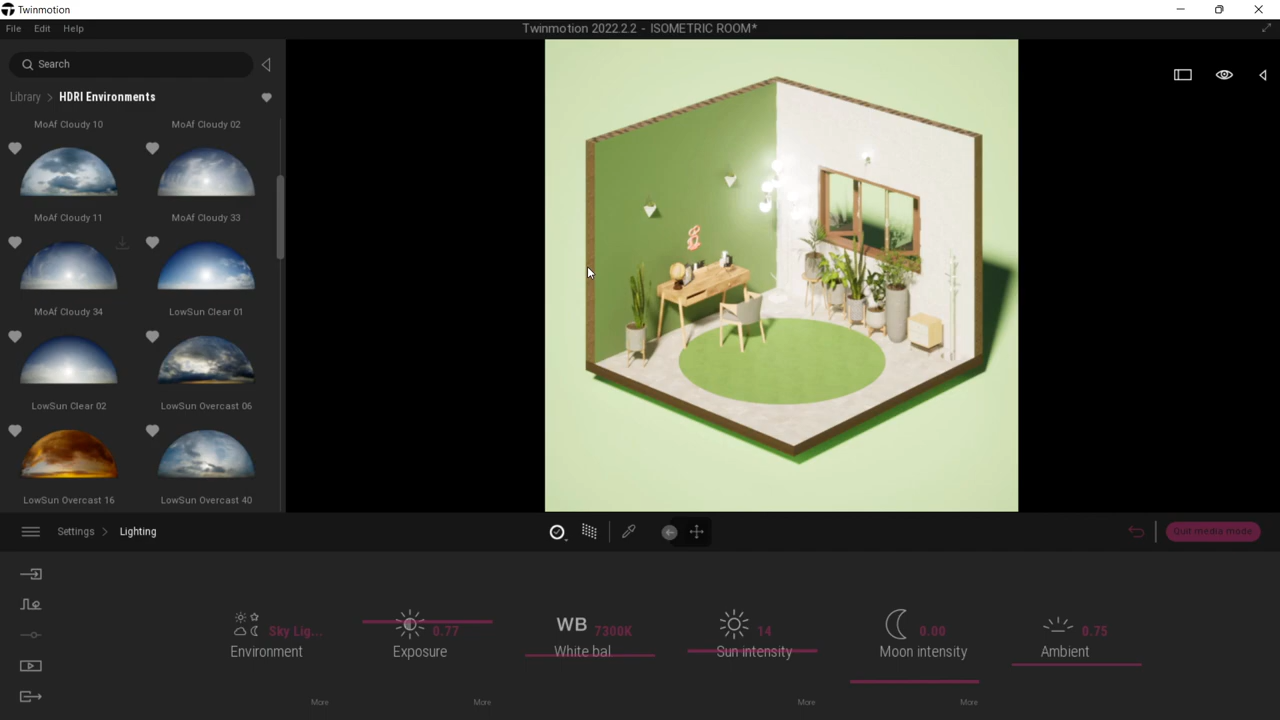 Twinmotion
File Edit Help
Twinmotion 2022.2.2 - ISOMETRIC ROOM*
Search
Library > HDRI Environments
MoAf Cloudy 10 MoAf Cloudy 02
MoAf Cloudy 11 MoAf Cloudy 33
MoAf Cloudy 34 LowSun Clear 01
LowSun Clear 02 LowSun Overcast 06
LowSun Overcast 16 LowSun Overcast 40
Settings > Lighting
Quit media mode
Sky Lig... 0.77 WB 7300K 14 0.00 0.75
Environment Exposure White bal Sun intensity Moon intensity Ambient
More More More More